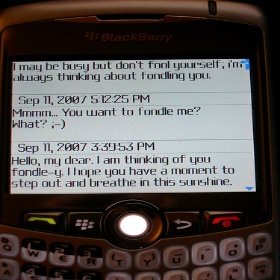 BlackBerry
I may be busy but don't fool yourself, i'm
always thinking about fondling you.
Sep 11, 2007 5:12:25 PM
Mmmm... You want to fondle me?
What? ;-)
Sep 11, 2007 3:39:53 PM
Hello, my dear. I am thinking of you
fondle-y. I hope you have a moment to
step out and breathe in this sunshine.